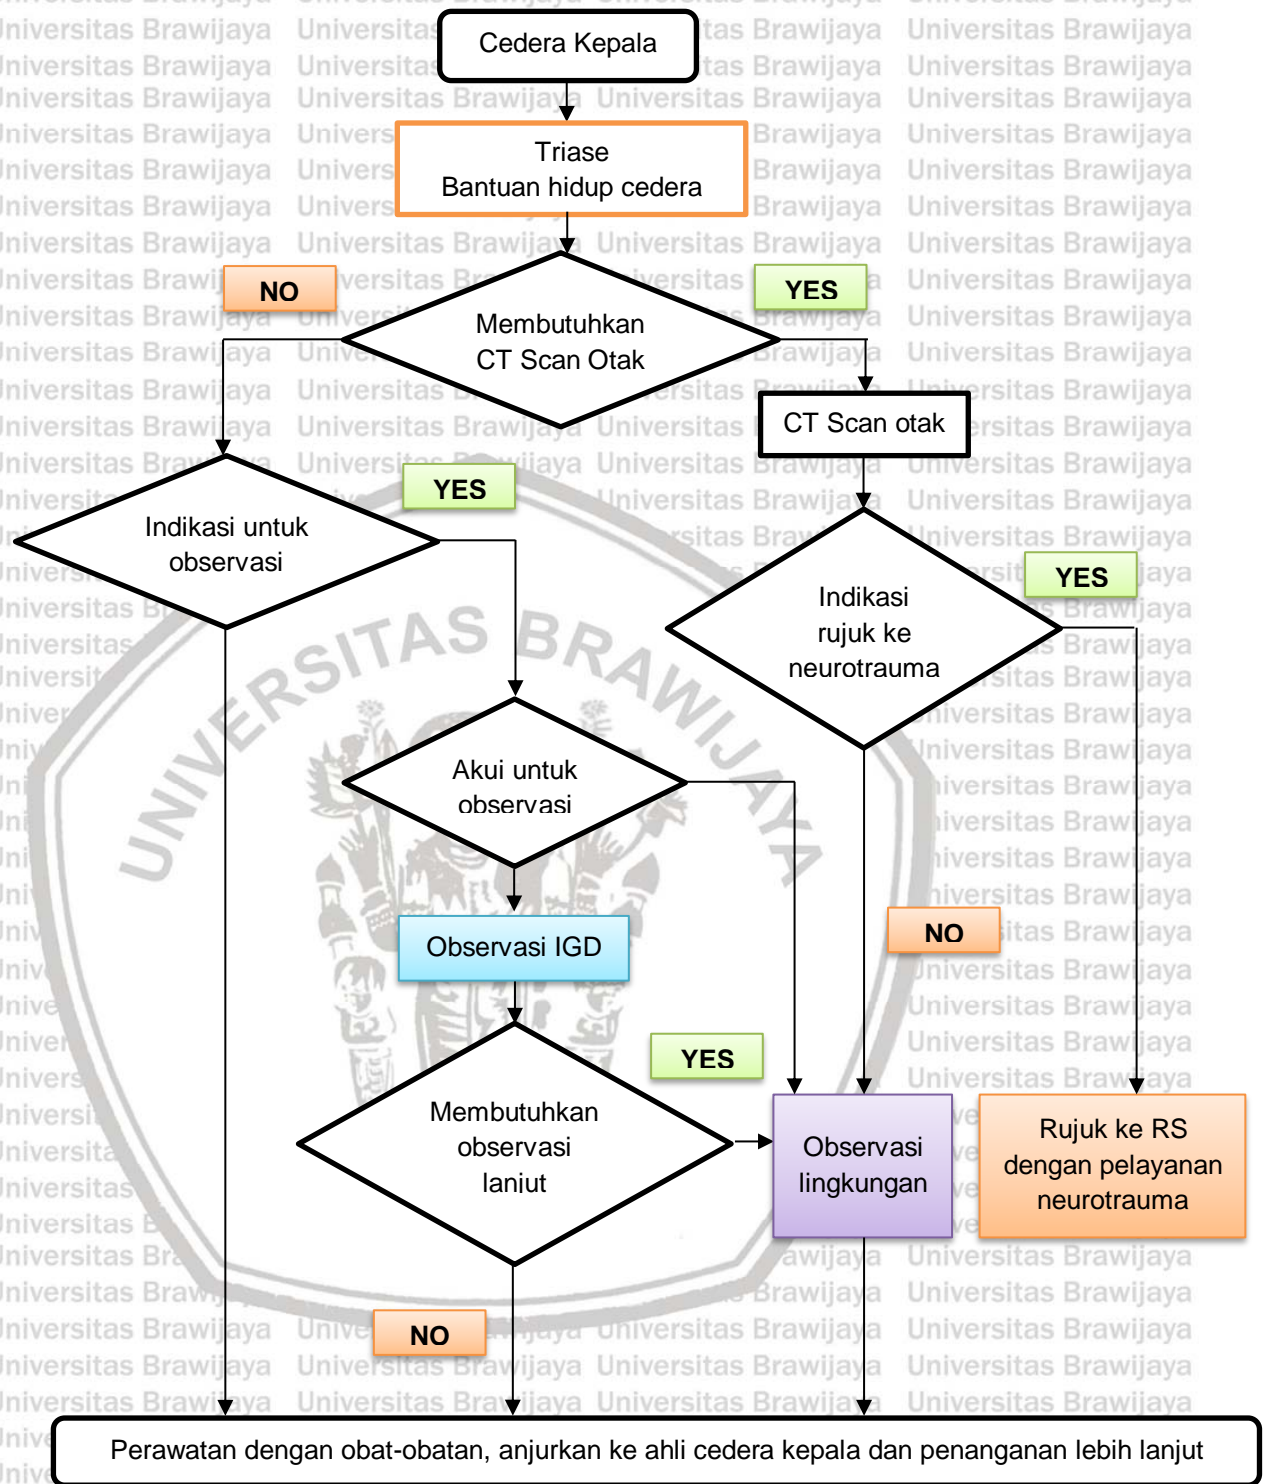 Cedera Kepala
Triase
Bantuan hidup cedera
NO
YES
Membutuhkan
CT Scan Otak
CT Scan otak
YES
Indikasi untuk
observasi
YES
Indikasi
rujuk ke
neurotrauma
Akui untuk
observasi
NO
Observasi IGD
YES
Membutuhkan
observasi
lanjut
Observasi
lingkungan
Rujuk ke RS
dengan pelayanan
neurotrauma
NO
Perawatan dengan obat-obatan, anjurkan ke ahli cedera kepala dan penanganan lebih lanjut
UNIVERSITAS BRAWIJAYA
Universitas Brawijaya